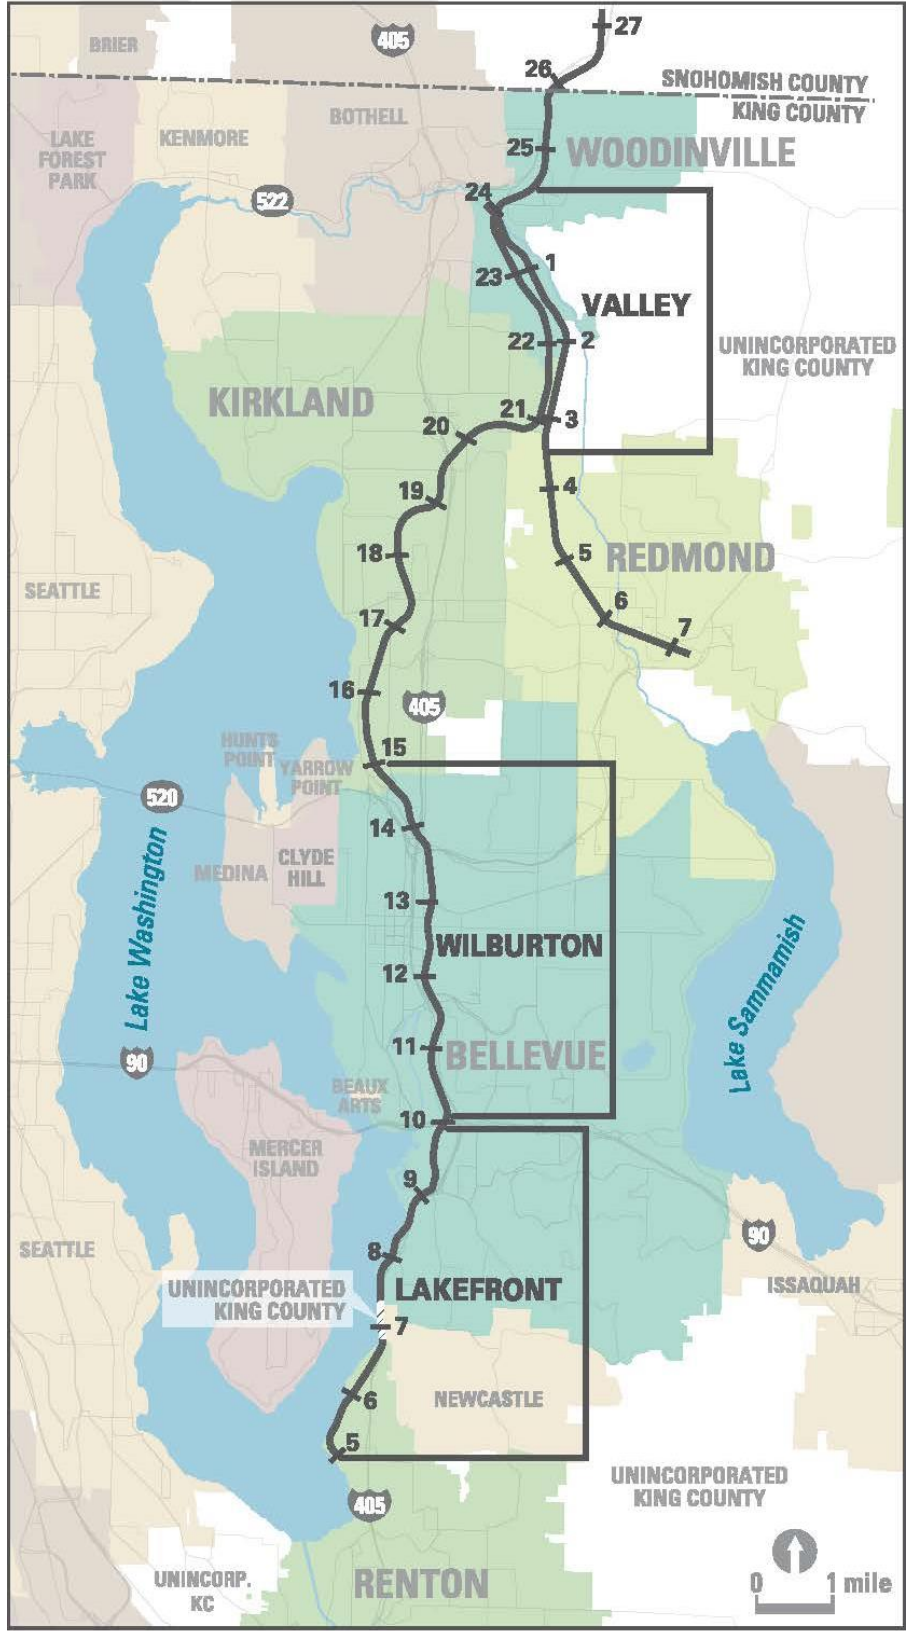 27
405
BRIER
26
SNOHOMISH COUNTY
KING COUNTY
BOTHELL
LAKE
FOREST
PARK
KENMORE
25
WOODINVILLE
24
522
1
23
VALLEY
22
2
UNINCORPORATED
KING COUNTY
KIRKLAND
21
3
20
19
4
18
5
REDMOND
SEATTLE
6
17
7
16
405
HUNTS
POINT
15
YARROW
POINT
520
14
CLYDE
HILL
MEDINA
13
Lake Washington
WILBURTON
12
Lake Sammamish
11
BELLEVUE
90
BEAUX
ARTS
10
MERCER
ISLAND
9
SEATTLE
8
90
UNINCORPORATED
KING COUNTY
LAKEFRONT
ISSAQUAH
7
6
NEWCASTLE
5
UNINCORPORATED
KING COUNTY
405
UNINCORP.
KC
RENTON
0 1 mile